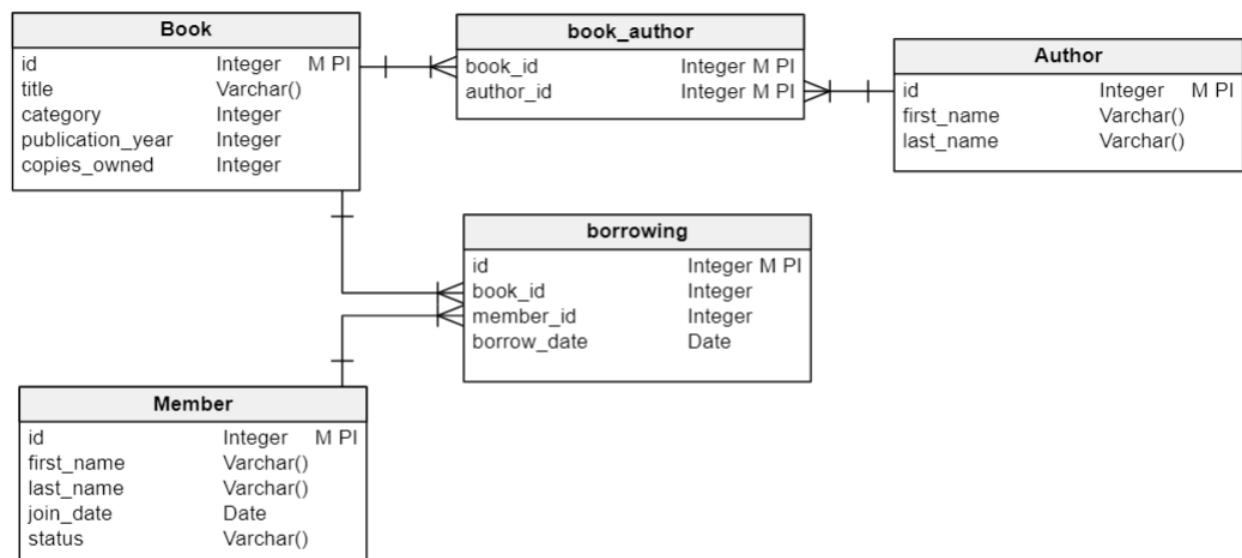 Book
id Integer M PI
title Varchar()
category Integer
publication_year Integer
copies_owned Integer
book_author
book_id Integer M PI
author_id Integer M PI
Author
id Integer M PI
first_name Varchar()
last_name Varchar()
borrowing
id Integer M PI
book_id Integer
member_id Integer
borrow_date Date
Member
id Integer M PI
first_name Varchar()
last_name Varchar()
join_date Date
status Varchar()